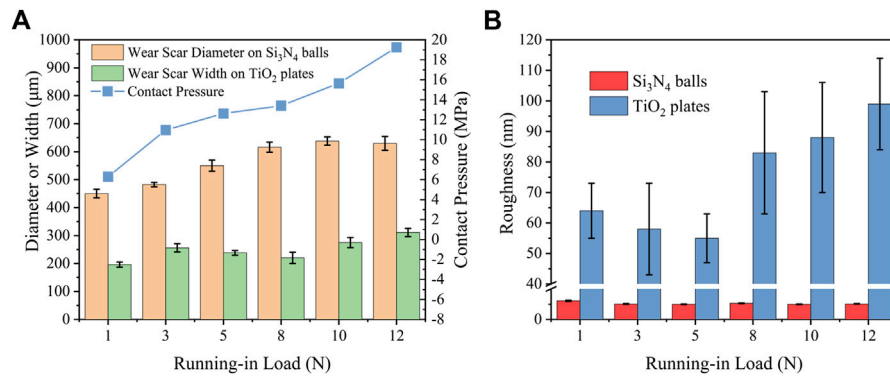 A
1000
900
800
700
600
500
400
300
200
100
0
Diameter or Width (μm)
Wear Scar Diameter on Si₃N₄ balls
Wear Scar Width on TiO₂ plates
Contact Pressure
20
18
16
14
12
10
8
6
4
2
0
-2
-4
-6
-8
Contact Pressure (MPa)
1 3 5 8 10 12
Running-in Load (N)
B
120
110
100
90
80
70
60
50
40
0
Roughness (nm)
Si₃N₄ balls
TiO₂ plates
1 3 5 8 10 12
Running-in Load (N)